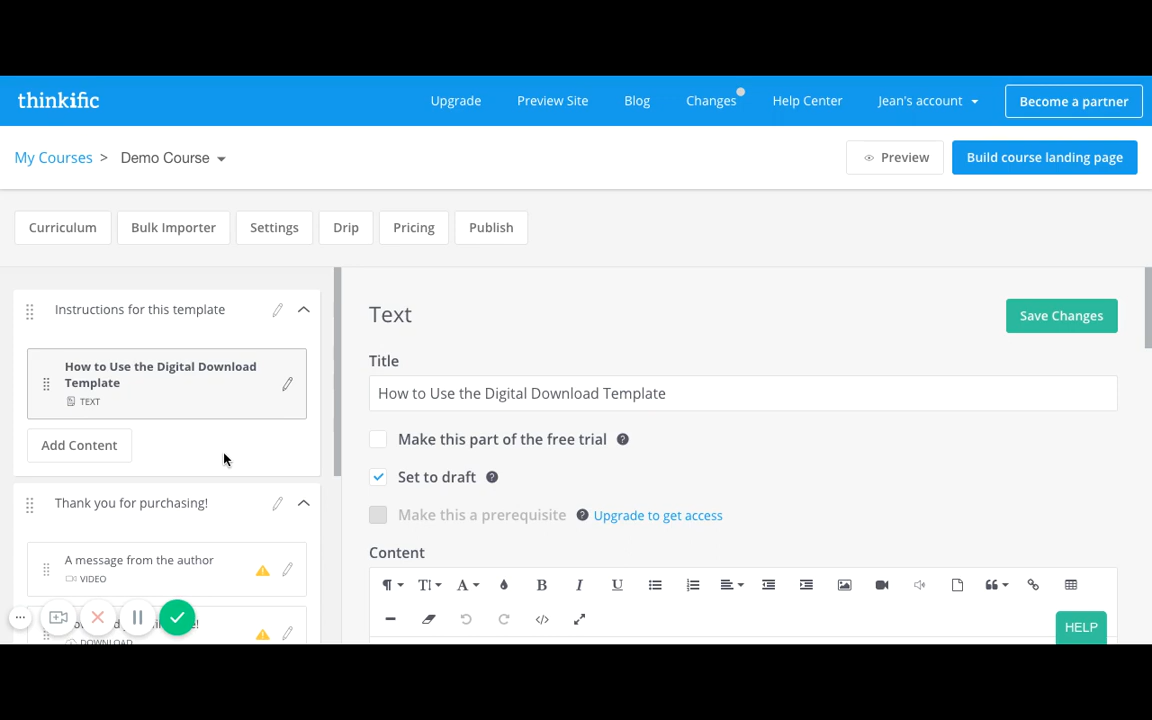 thinkific
Upgrade
Preview Site
Blog
Changes
Help Center
Jean's account
Become a partner
My Courses > Demo Course
Preview
Build course landing page
Curriculum
Bulk Importer
Settings
Drip
Pricing
Publish
Instructions for this template
How to Use the Digital Download
Template
TEXT
Add Content
Thank you for purchasing!
A message from the author
VIDEO
DOWNLOAD
Text
Save Changes
Title
How to Use the Digital Download Template
Make this part of the free trial
Set to draft
Make this a prerequisite
Upgrade to get access
Content
HELP